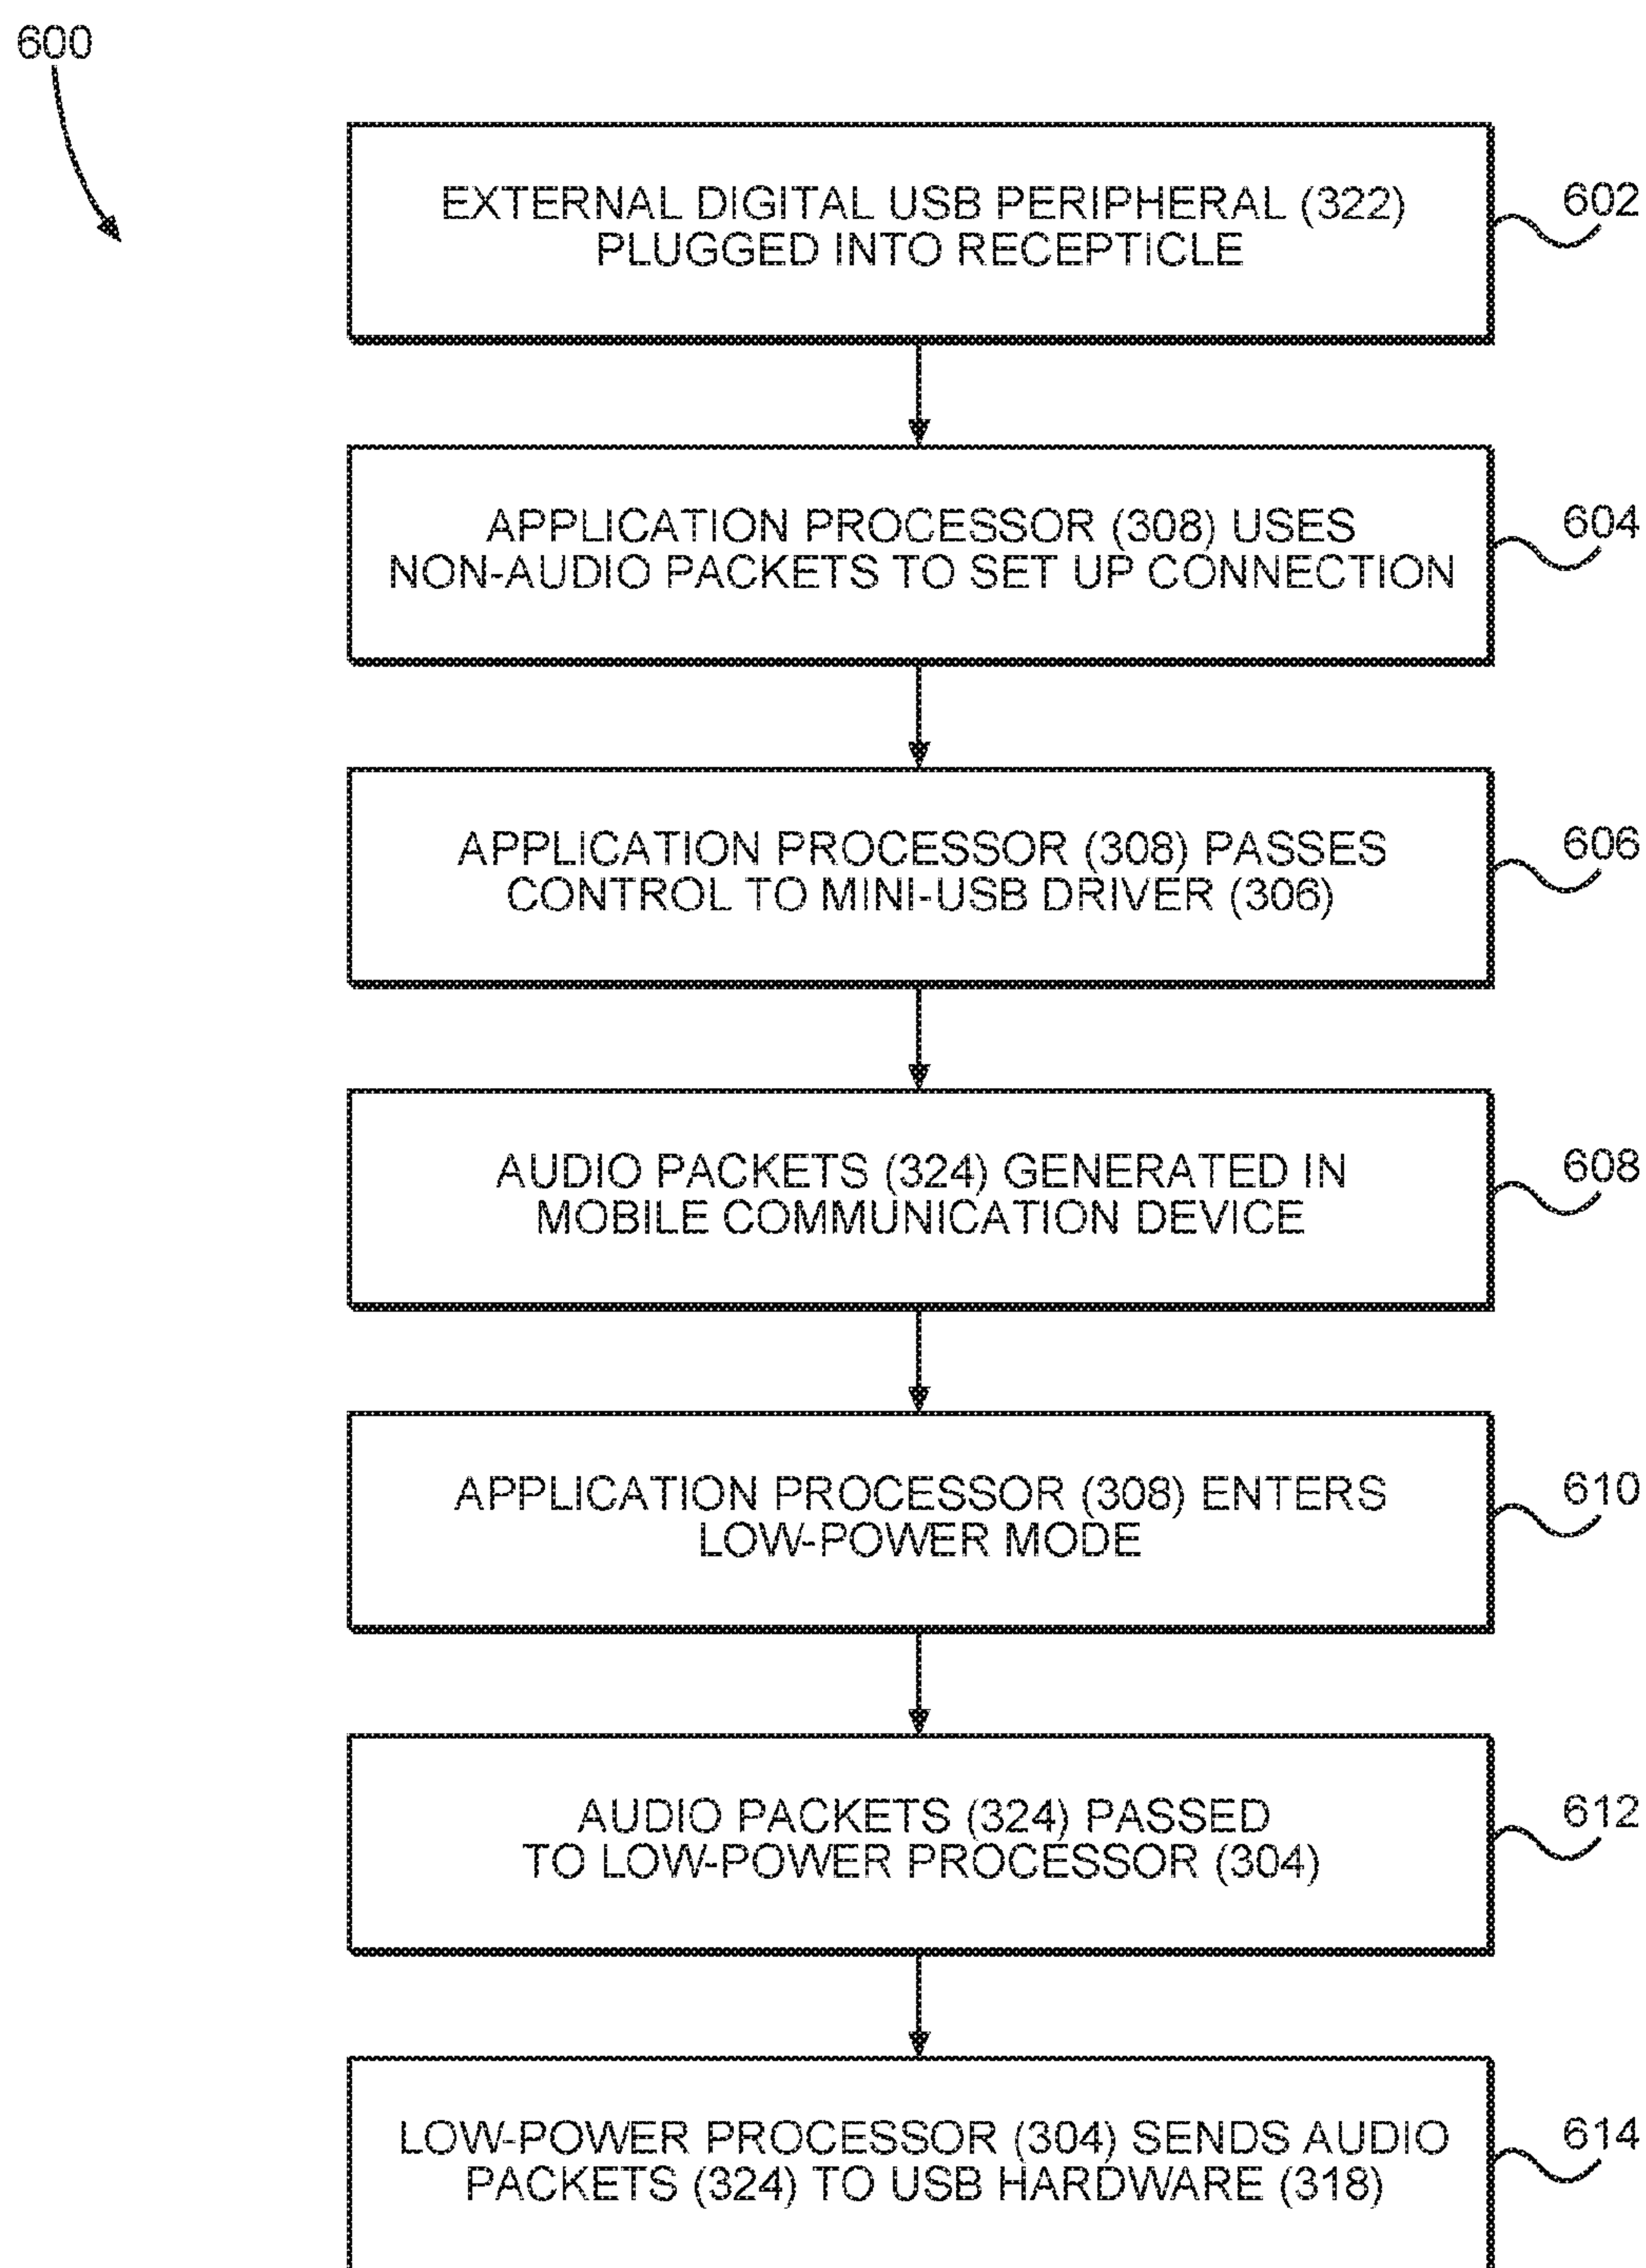 600
EXTERNAL DIGITAL USB PERIPHERAL (322)
PLUGGED INTO RECEPTICLE
602
APPLICATION PROCESSOR (308) USES
NON-AUDIO PACKETS TO SET UP CONNECTION
604
APPLICATION PROCESSOR (308) PASSES
CONTROL TO MINI-USB DRIVER (306)
606
AUDIO PACKETS (324) GENERATED IN
MOBILE COMMUNICATION DEVICE
608
APPLICATION PROCESSOR (308) ENTERS
LOW-POWER MODE
610
AUDIO PACKETS (324) PASSED
TO LOW-POWER PROCESSOR (304)
612
LOW-POWER PROCESSOR (304) SENDS AUDIO
PACKETS (324) TO USB HARDWARE (318)
614